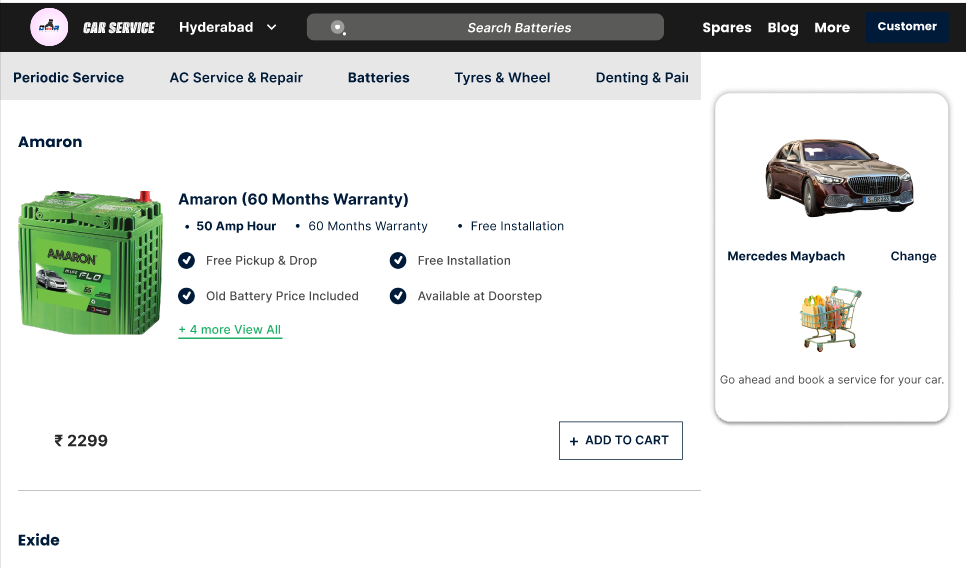 CAR SERVICE Hyderabad Search Batteries Spares Blog More Customer
Periodic Service AC Service & Repair Batteries Tyres & Wheel Denting & Pai
Amaron
Amaron (60 Months Warranty)
• 50 Amp Hour • 60 Months Warranty • Free Installation
Free Pickup & Drop Free Installation
Old Battery Price Included Available at Doorstep
+ 4 more View All
AMARON
FLO
₹ 2299
+ ADD TO CART
Exide
Mercedes Maybach Change
Go ahead and book a service for your car.